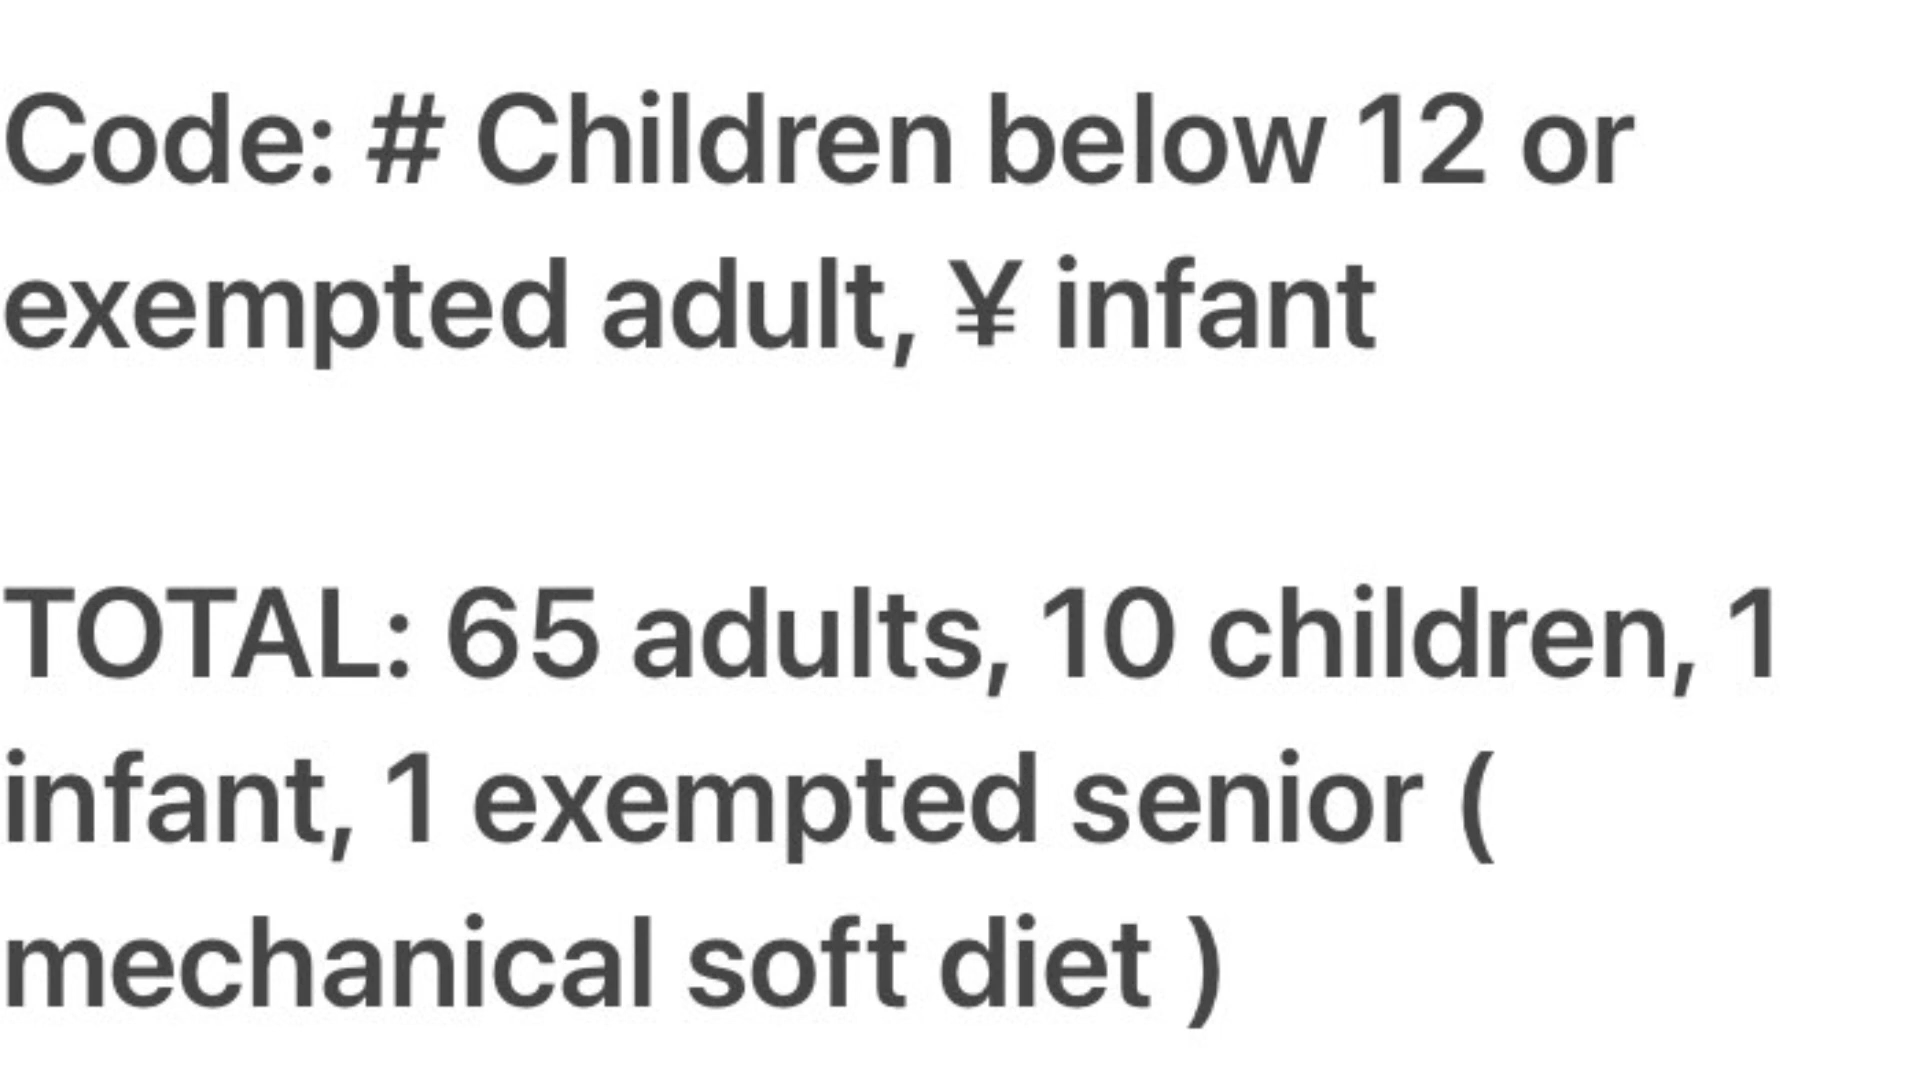 Code: # Children below 12 or
exempted adult, ¥ infant
TOTAL: 65 adults, 10 children, 1
infant, 1 exempted senior (
mechanical soft diet )